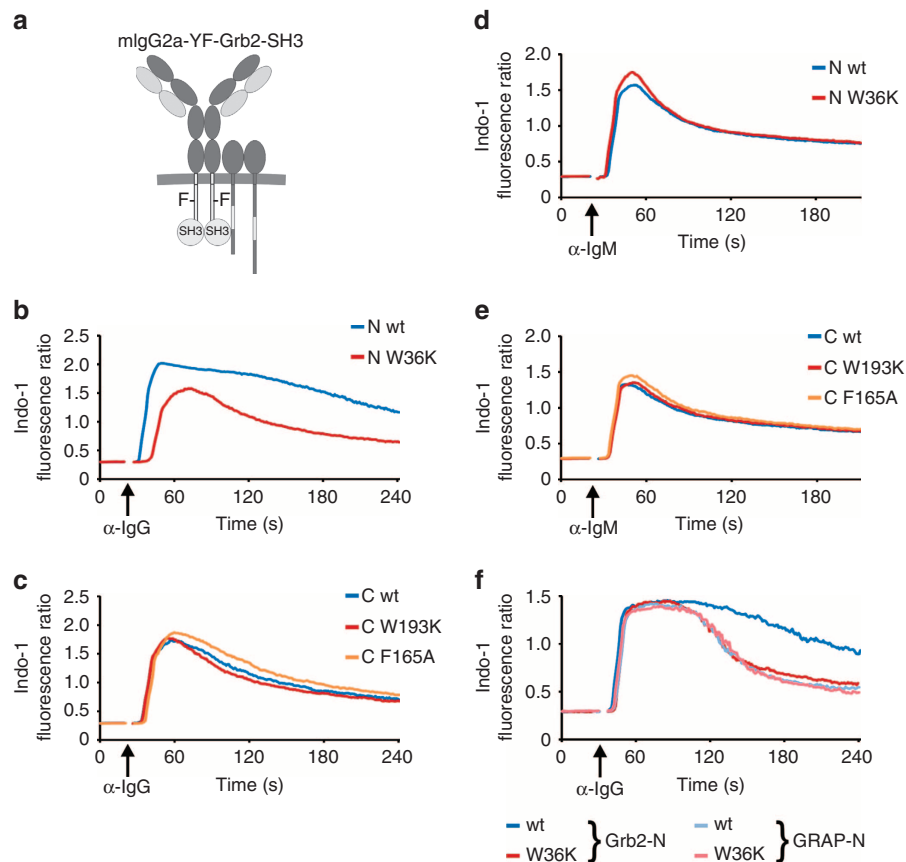 a
mIgG2a-YF-Grb2-SH3
F-
-F
SH3
SH3
b
N wt
N W36K
Indo-1
fluorescence ratio
2.5
2.0
1.5
1.0
0.5
0
0
60
120
180
240
α-IgG
Time (s)
c
C wt
C W193K
C F165A
Indo-1
fluorescence ratio
2.5
2.0
1.5
1.0
0.5
0
0
60
120
180
240
α-IgG
Time (s)
d
N wt
N W36K
Indo-1
fluorescence ratio
2.0
1.5
1.0
0.5
0
0
60
120
180
α-IgM
Time (s)
e
C wt
C W193K
C F165A
Indo-1
fluorescence ratio
2.0
1.5
1.0
0.5
0
0
60
120
180
α-IgM
Time (s)
f
Indo-1
fluorescence ratio
1.5
1.0
0.5
0
0
60
120
180
240
α-IgG
Time (s)
wt
W36K
} Grb2-N
wt
W36K
} GRAP-N